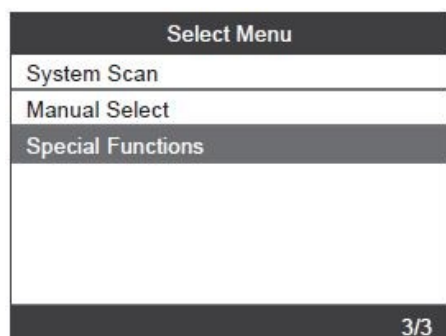 Select Menu
System Scan
Manual Select
Special Functions
3/3